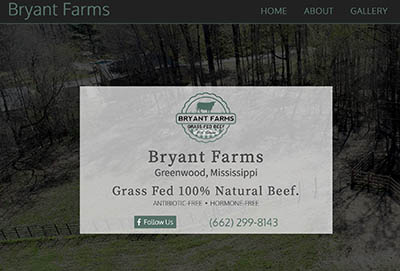 Bryant Farms
HOME ABOUT GALLERY
BRYANT FARMS
GRASS FED BEEF
Bryant Farms
Greenwood, Mississippi
Grass Fed 100% Natural Beef.
ANTIBIOTIC-FREE • HORMONE-FREE
f Follow Us
(662) 299-8143